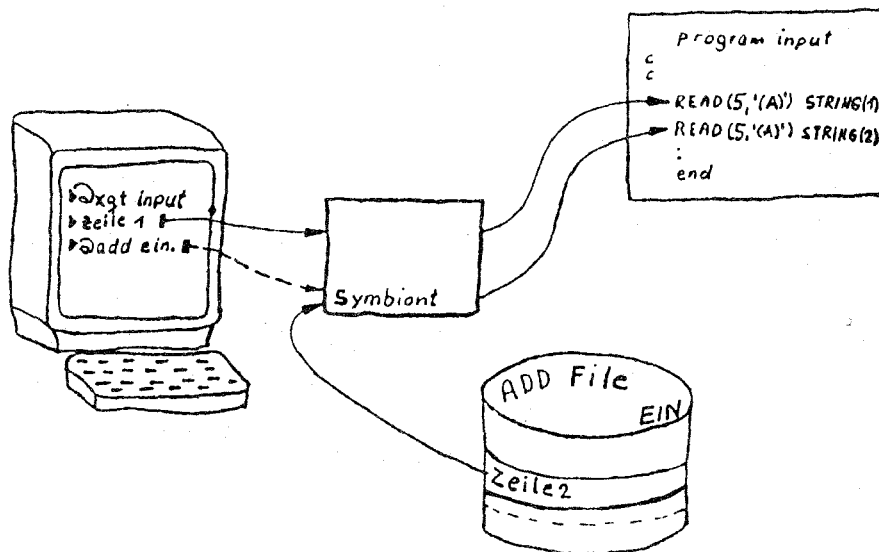 @xqt input
zeile 1
@add ein.
Symbiont
program input
c
c
READ(5,'(A)') STRING(1)
READ(5,'(A)') STRING(2)
:
end
ADD File
EIN
Zeile2